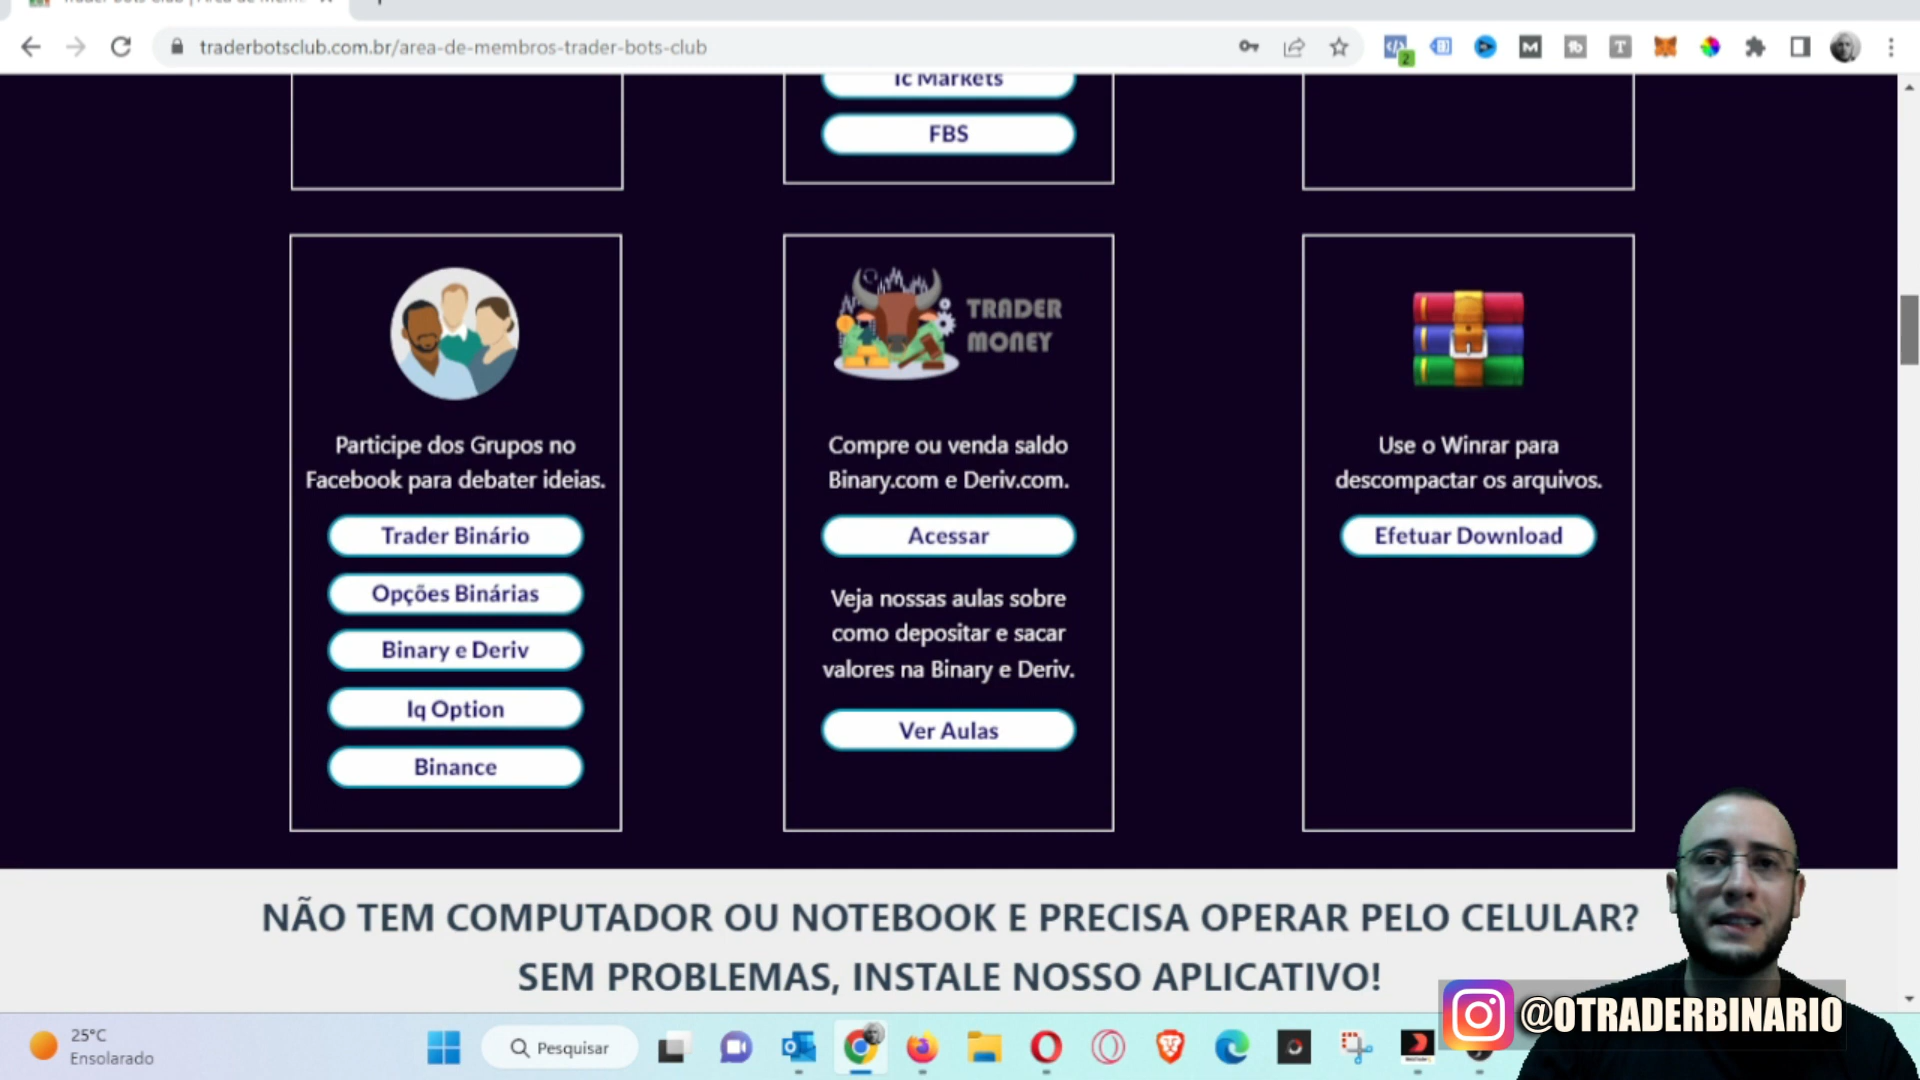 traderbotsclub.com.br/area-de-membros-trader-bots-club
2
Ic Markets
FBS
TRADER
MONEY
Participe dos Grupos no
Facebook para debater ideias.
Trader Binário
Opções Binárias
Binary e Deriv
Iq Option
Binance
Compre ou venda saldo
Binary.com e Deriv.com.
Acessar
Veja nossas aulas sobre
como depositar e sacar
valores na Binary e Deriv.
Ver Aulas
Use o Winrar para
descompactar os arquivos.
Efetuar Download
NÃO TEM COMPUTADOR OU NOTEBOOK E PRECISA OPERAR PELO CELULAR?
SEM PROBLEMAS, INSTALE NOSSO APLICATIVO!
@OTRADERBINARIO
25°C
Ensolarado
Pesquisar